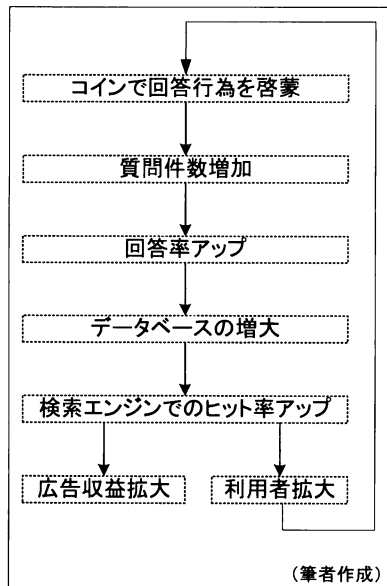 コインで回答行為を啓蒙
質問件数増加
回答率アップ
データベースの増大
検索エンジンでのヒット率アップ
広告収益拡大
利用者拡大
(筆者作成)